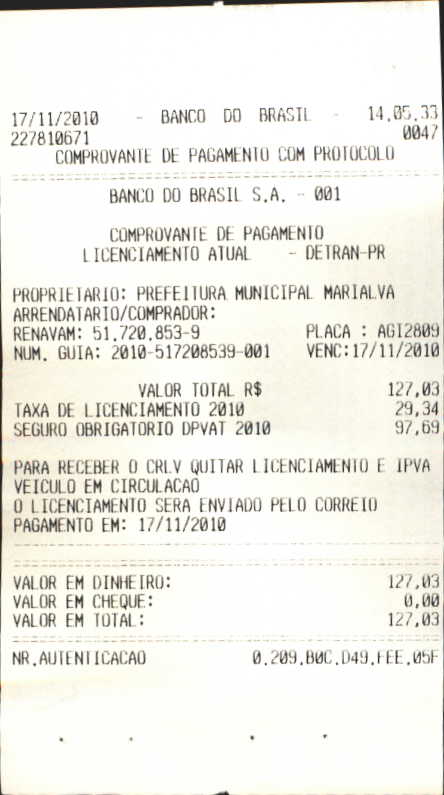 17/11/2010 - BANCO DO BRASIL - 14.05.33
227810671 0047
COMPROVANTE DE PAGAMENTO COM PROTOCOLO
BANCO DO BRASIL S.A. - 001
COMPROVANTE DE PAGAMENTO
LICENCIAMENTO ATUAL - DETRAN-PR
PROPRIETARIO: PREFEITURA MUNICIPAL MARIALVA
ARRENDATARIO/COMPRADOR:
RENAVAM: 51.720.853-9 PLACA : AGI2809
NUM. GUIA: 2010-517208539-001 VENC:17/11/2010
VALOR TOTAL R$ 127,03
TAXA DE LICENCIAMENTO 2010 29,34
SEGURO OBRIGATORIO DPVAT 2010 97,69
PARA RECEBER O CRLV QUITAR LICENCIAMENTO E IPVA
VEICULO EM CIRCULACAO
O LICENCIAMENTO SERA ENVIADO PELO CORREIO
PAGAMENTO EM: 17/11/2010
VALOR EM DINHEIRO: 127,03
VALOR EM CHEQUE: 0,00
VALOR EM TOTAL: 127,03
NR.AUTENTICACAO 0.209.B0C.D49.FEE.05F